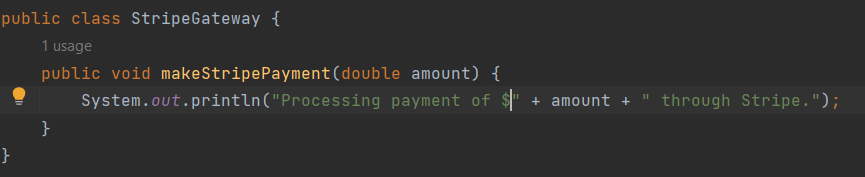 public class StripeGateway {
1 usage
public void makeStripePayment(double amount) {
System.out.println("Processing payment of $" + amount + " through Stripe.");
}
}